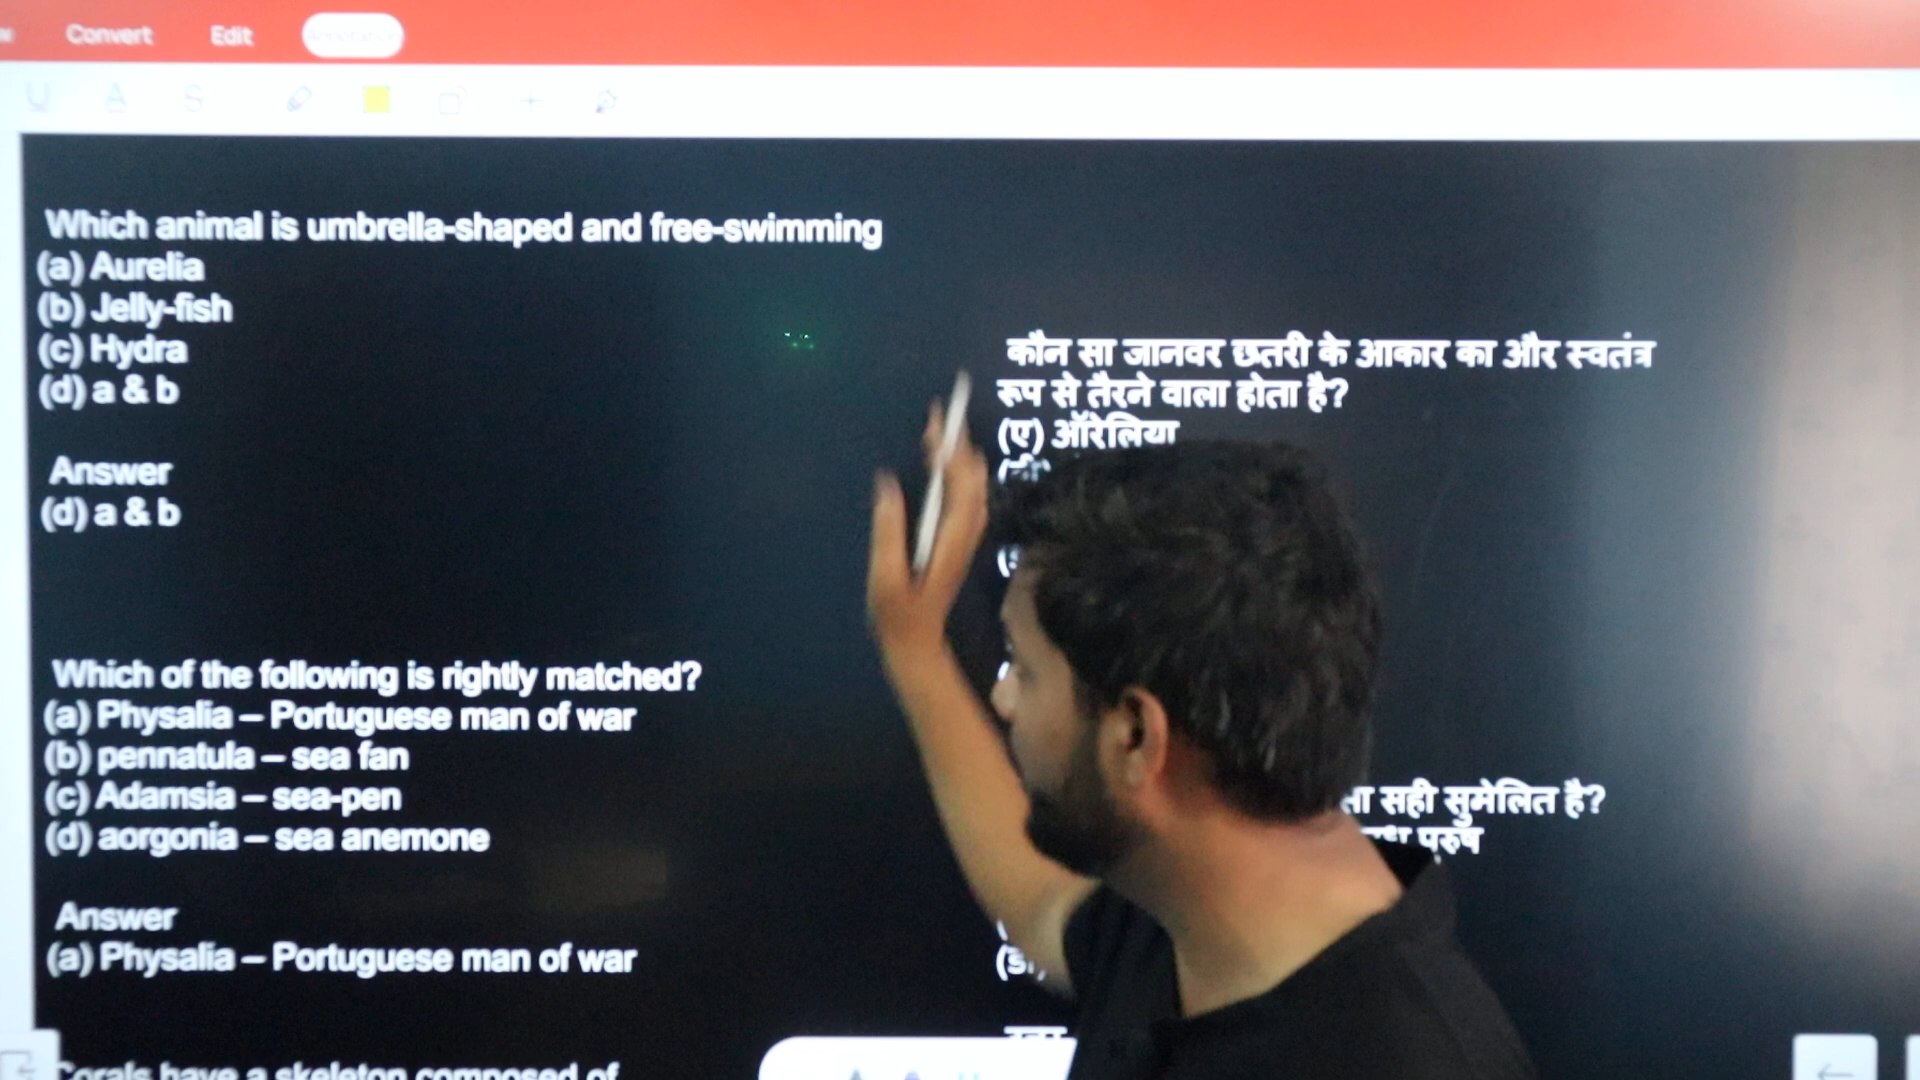 Convert Edit
U A S
Which animal is umbrella-shaped and free-swimming
(a) Aurelia
(b) Jelly-fish
(c) Hydra
(d) a & b
Answer
(d) a & b
Which of the following is rightly matched?
(a) Physalia – Portuguese man of war
(b) pennatula – sea fan
(c) Adamsia – sea-pen
(d) aorgonia – sea anemone
Answer
(a) Physalia – Portuguese man of war
Corals have a skeleton composed of
कौन सा जानवर छतरी के आकार का और स्वतंत्र
रूप से तैरने वाला होता है?
(ए) ऑरेलिया
सही सुमेलित है?
पुरुष